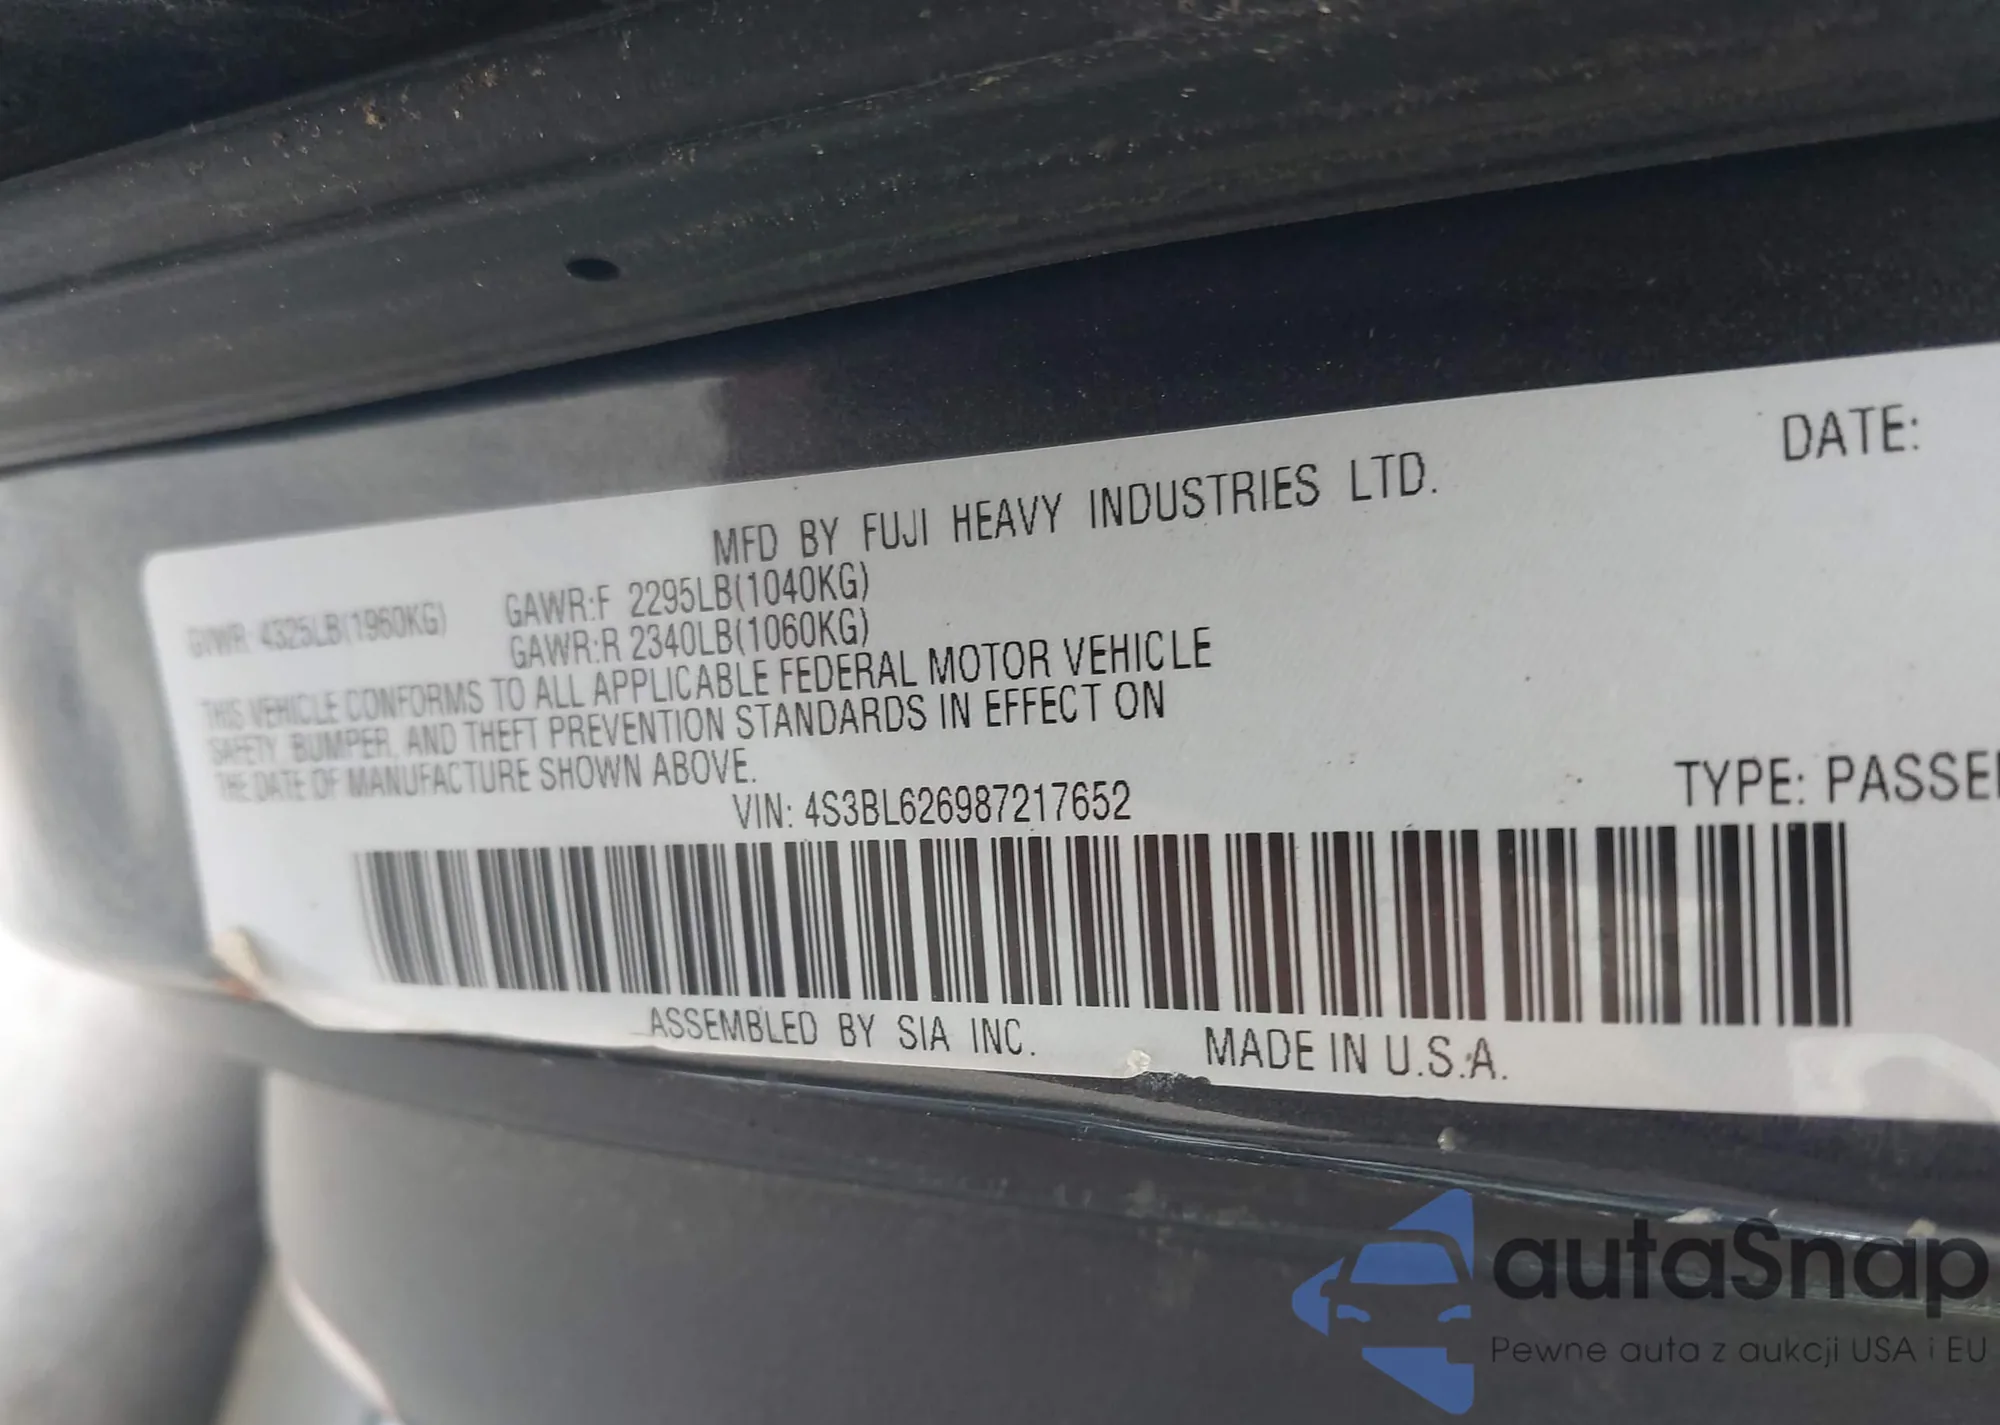 DATE:
MFD BY FUJI HEAVY INDUSTRIES LTD.
GVWR 4325LB(1960KG) GAWR:F 2295LB(1040KG)
GAWR:R 2340LB(1060KG)
THIS VEHICLE CONFORMS TO ALL APPLICABLE FEDERAL MOTOR VEHICLE
SAFETY, BUMPER, AND THEFT PREVENTION STANDARDS IN EFFECT ON
THE DATE OF MANUFACTURE SHOWN ABOVE.
VIN: 4S3BL626987217652
TYPE: PASSE
ASSEMBLED BY SIA INC. MADE IN U.S.A.
autaSnap
Pewne auta z aukcji USA i EU